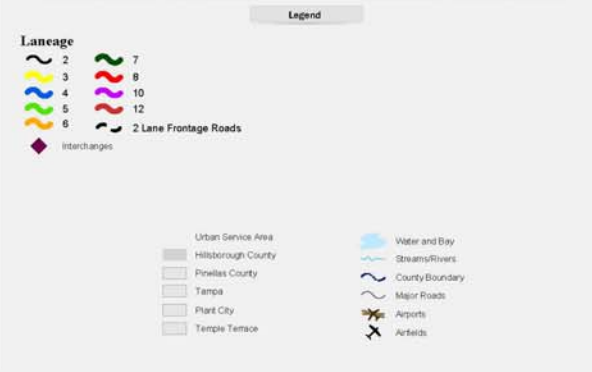 Legend
Laneage
2
3
4
5
6
7
8
10
12
2 Lane Frontage Roads
Interchanges
Urban Service Area
Hillsborough County
Pinellas County
Tampa
Plant City
Temple Terrace
Water and Bay
Streams/Rivers
County Boundary
Major Roads
Airports
Airfields